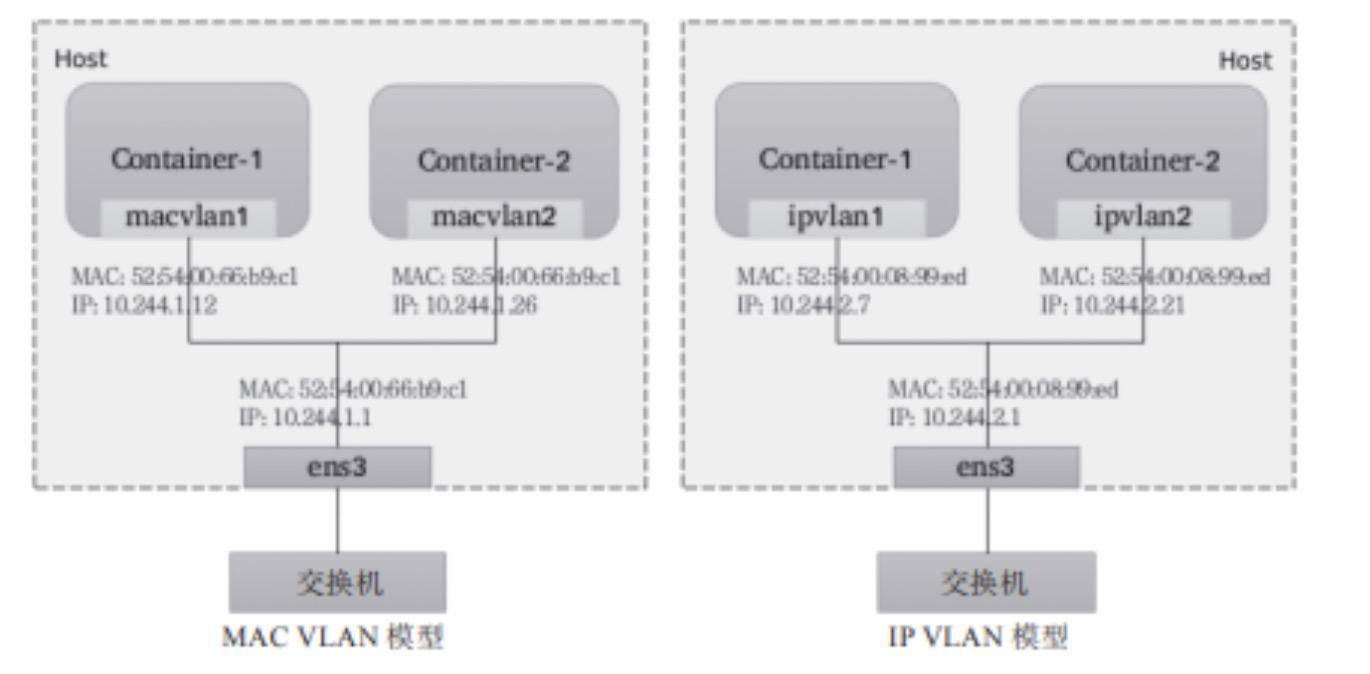 Host
Container-1
macvlan1
Container-2
macvlan2
MAC: 52:54:00:66:b9:c1
IP: 10.244.1.12
MAC: 52:54:00:66:b9:c1
IP: 10.244.1.26
MAC: 52:54:00:66:b9:c1
IP: 10.244.1.1
ens3
交换机
MAC VLAN 模型
Host
Container-1
ipvlan1
Container-2
ipvlan2
MAC: 52:54:00:08:99:ed
IP: 10.244.2.7
MAC: 52:54:00:08:99:ed
IP: 10.244.2.21
MAC: 52:54:00:08:99:ed
IP: 10.244.2.1
ens3
交换机
IP VLAN 模型